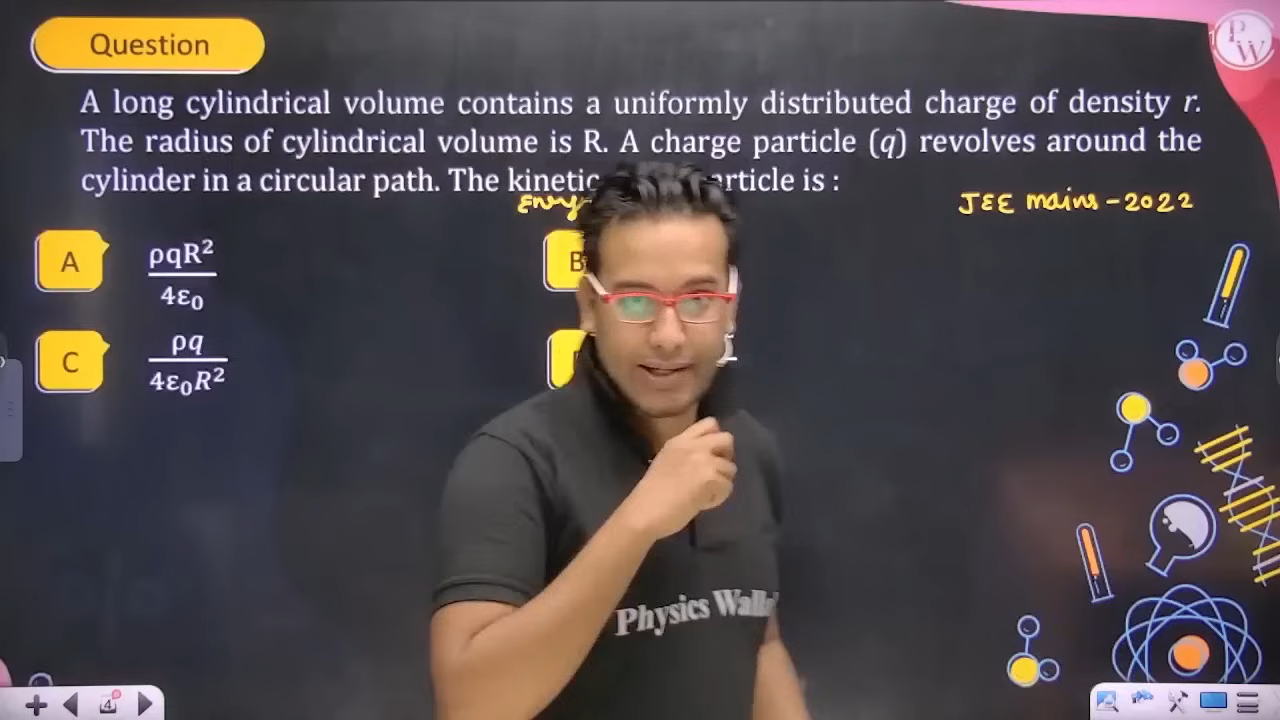 Question
PW
A long cylindrical volume contains a uniformly distributed charge of density r.
The radius of cylindrical volume is R. A charge particle (q) revolves around the
cylinder in a circular path. The kinetic article is :
JEE mains - 2022
A ρqR²/4ε₀
B
C ρq/4ε₀R²
Physics Walla
4